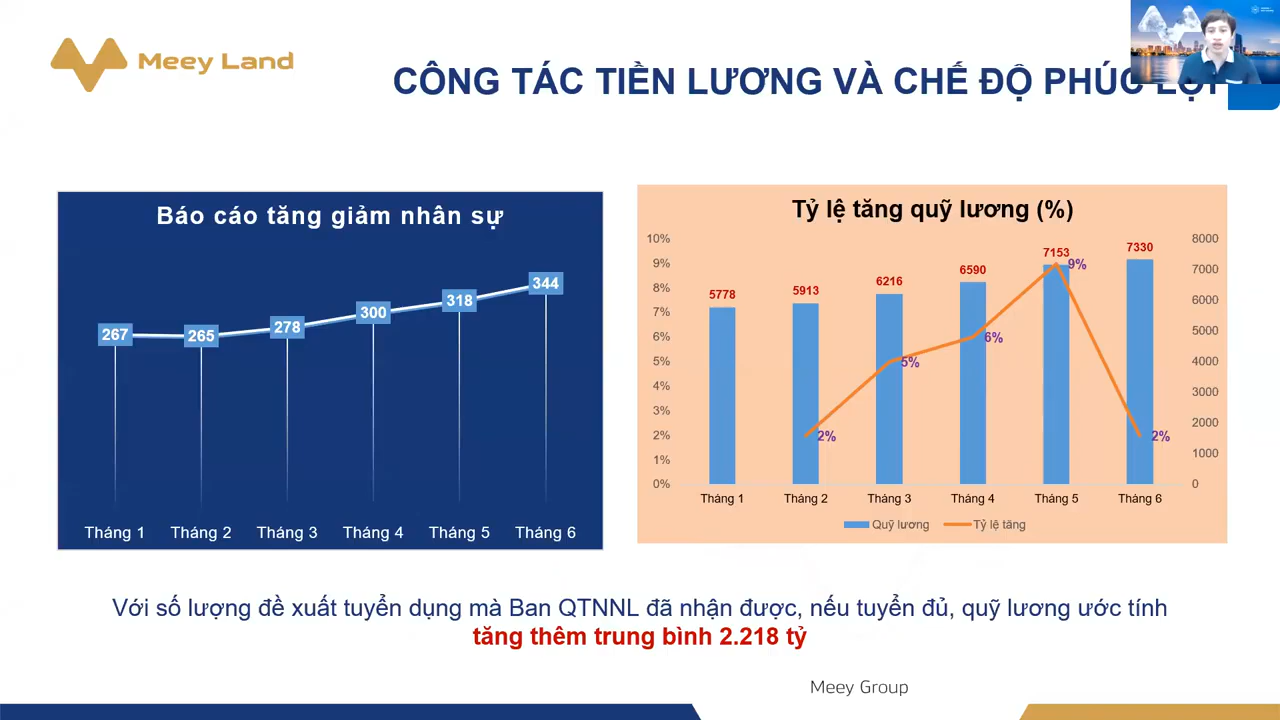 Meey Land
CÔNG TÁC TIỀN LƯƠNG VÀ CHẾ ĐỘ PHÚC LỢI
Báo cáo tăng giảm nhân sự
267
265
278
300
318
344
Tháng 1
Tháng 2
Tháng 3
Tháng 4
Tháng 5
Tháng 6
Tỷ lệ tăng quỹ lương (%)
10%
9%
8%
7%
6%
5%
4%
3%
2%
1%
0%
5778
5913
6216
6590
7153
7330
2%
5%
6%
9%
2%
8000
7000
6000
5000
4000
3000
2000
1000
0
Tháng 1
Tháng 2
Tháng 3
Tháng 4
Tháng 5
Tháng 6
Quỹ lương
Tỷ lệ tăng
Với số lượng đề xuất tuyển dụng mà Ban QTNNL đã nhận được, nếu tuyển đủ, quỹ lương ước tính
tăng thêm trung bình 2.218 tỷ
Meey Group